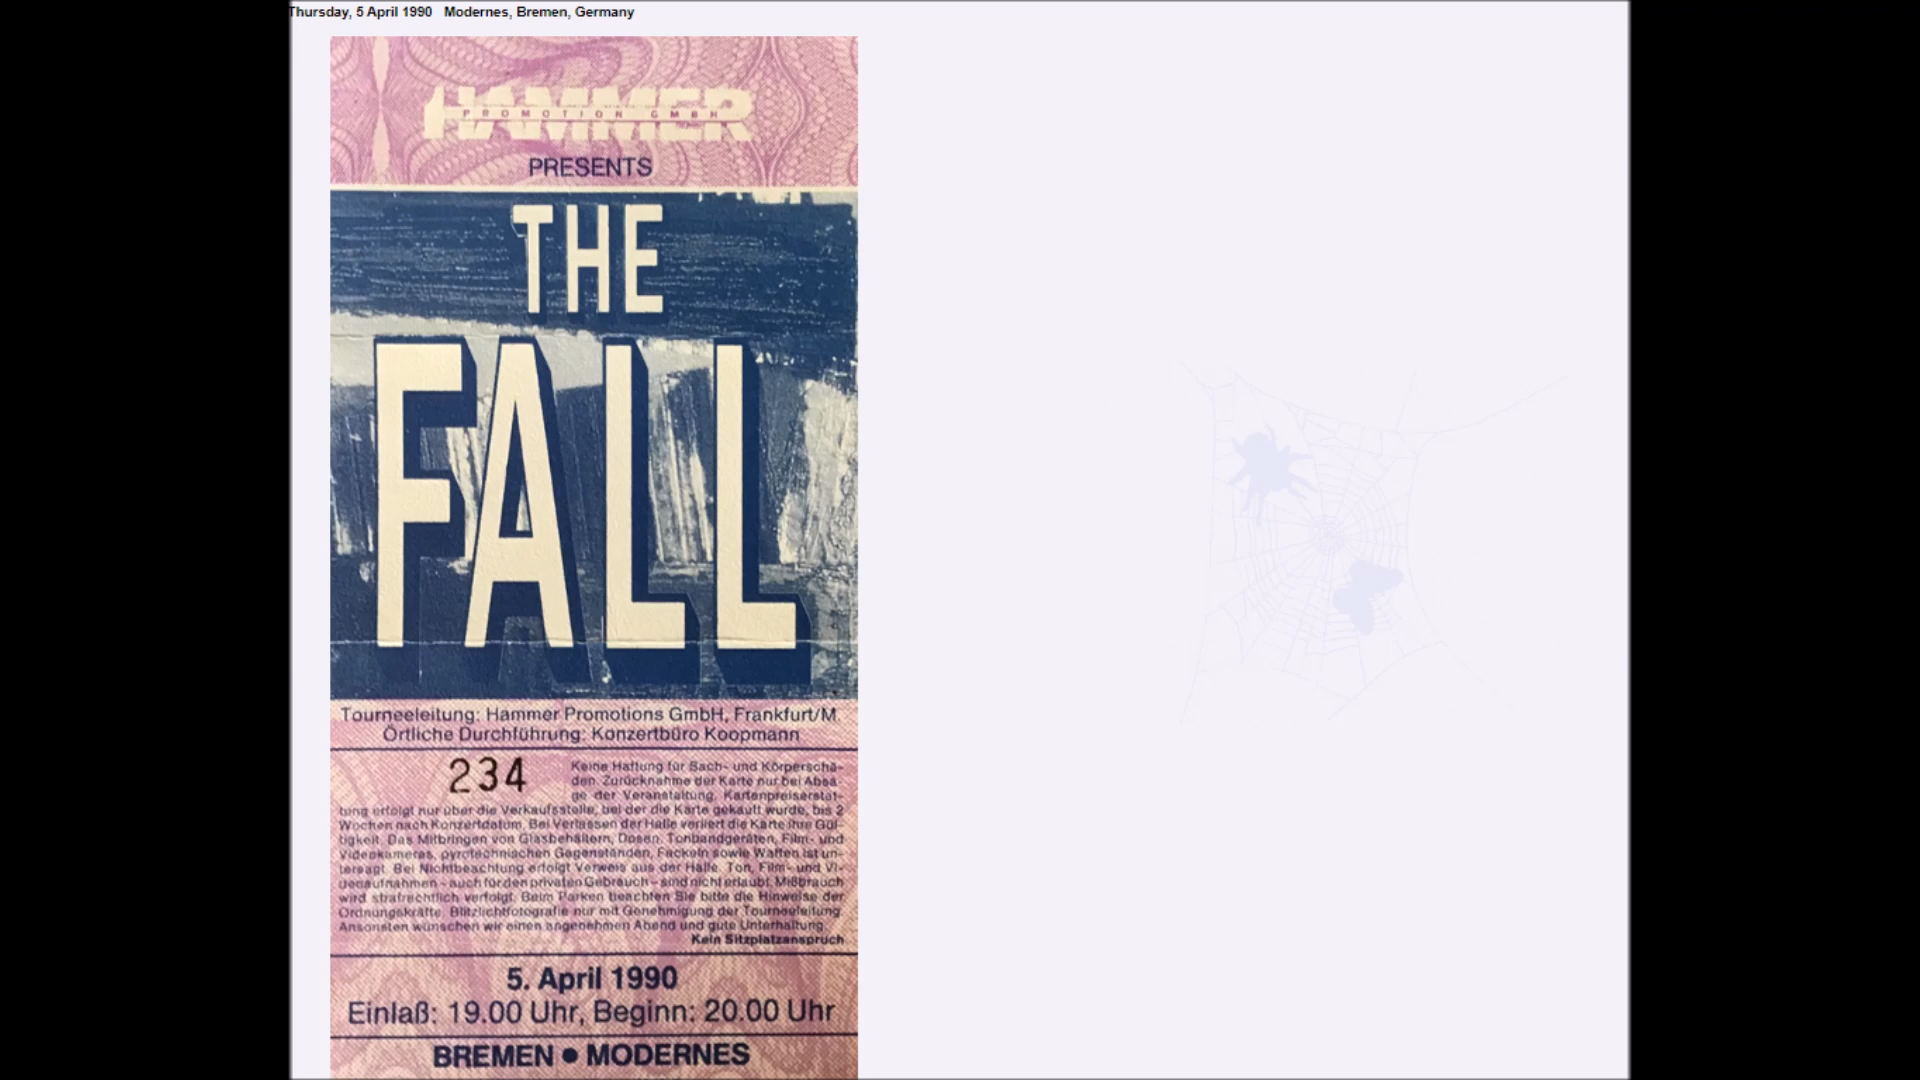 Thursday, 5 April 1990 Modernes, Bremen, Germany
HAMMER
PROMOTION GMBH
PRESENTS
THE
FALL
Tourneeleitung: Hammer Promotions GmbH, Frankfurt/M.
Örtliche Durchführung: Konzertbüro Koopmann
234
Keine Haftung für Sach- und Körperschä-
den. Zurücknahme der Karte nur bei Absa-
ge der Veranstaltung. Kartenpreiserstat-
tung erfolgt nur über die Verkaufsstelle, bei der die Karte gekauft wurde, bis 2
Wochen nach Konzertdatum. Bei Verlassen der Halle verliert die Karte ihre Gül-
tigkeit. Das Mitbringen von Glasbehältern, Dosen, Tonbandgeräten, Film- und
Videokameras, pyrotechnischen Gegenständen, Fackeln sowie Waffen ist un-
tersagt. Bei Nichtbeachtung erfolgt Verweis aus der Halle. Ton, Film- und Vi-
deoaufnahmen - auch für den privaten Gebrauch - sind nicht erlaubt. Mißbrauch
wird strafrechtlich verfolgt. Beim Parken beachten Sie bitte die Hinweise der
Ordnungskräfte. Blitzlichtfotografie nur mit Genehmigung der Tourneeleitung.
Ansonsten wünschen wir einen angenehmen Abend und gute Unterhaltung.
Kein Sitzplatzanspruch
5. April 1990
Einlaß: 19.00 Uhr, Beginn: 20.00 Uhr
BREMEN ● MODERNES